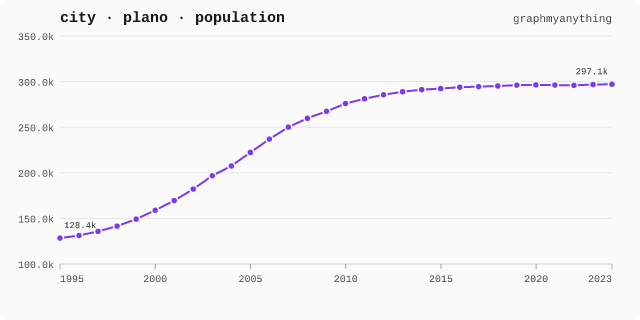 city · plano · population
graphmyanything
350.0k
300.0k
250.0k
200.0k
150.0k
100.0k
297.1k
128.4k
1995 2000 2005 2010 2015 2020 2023